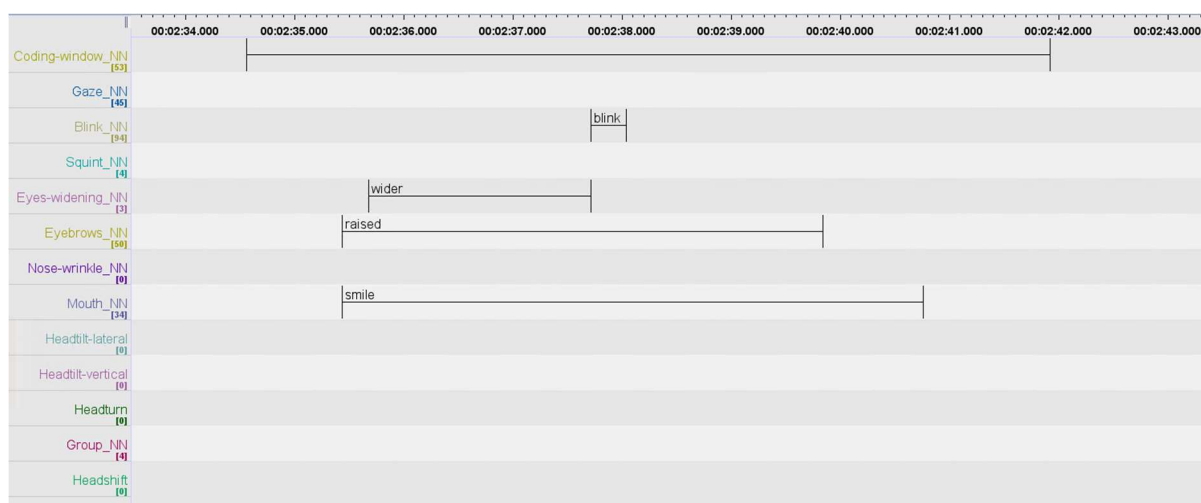 00:02:34.000 00:02:35.000 00:02:36.000 00:02:37.000 00:02:38.000 00:02:39.000 00:02:40.000 00:02:41.000 00:02:42.000 00:02:43.000
Coding-window_NN
[53]
Gaze_NN
[45]
Blink_NN
[94]
blink
Squint_NN
[4]
Eyes-widening_NN
[3]
wider
Eyebrows_NN
[50]
raised
Nose-wrinkle_NN
[0]
Mouth_NN
[34]
smile
Headtilt-lateral
[0]
Headtilt-vertical
[0]
Headturn
[0]
Group_NN
[4]
Headshift
[0]